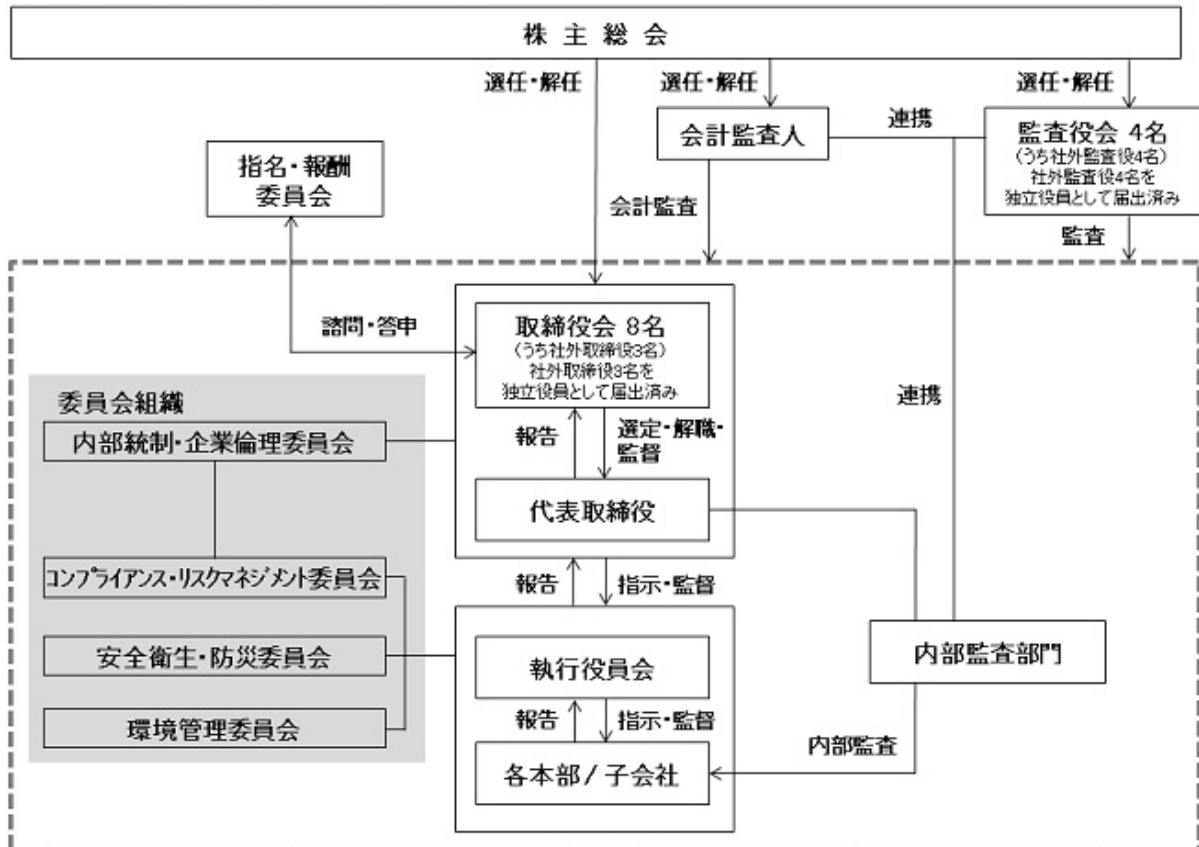 株主総会
選任・解任
選任・解任
選任・解任
会計監査人
連携
監査役会 4名
(うち社外監査役4名)
社外監査役4名を
独立役員として届出済み
指名・報酬
委員会
会計監査
監査
諮問・答申
取締役会 8名
(うち社外取締役3名)
社外取締役3名を
独立役員として届出済み
連携
委員会組織
内部統制・企業倫理委員会
報告
選定・解職・
監督
代表取締役
コンプライアンス・リスクマネジメント委員会
報告
指示・監督
安全衛生・防災委員会
執行役員会
内部監査部門
環境管理委員会
報告
指示・監督
内部監査
各本部/子会社